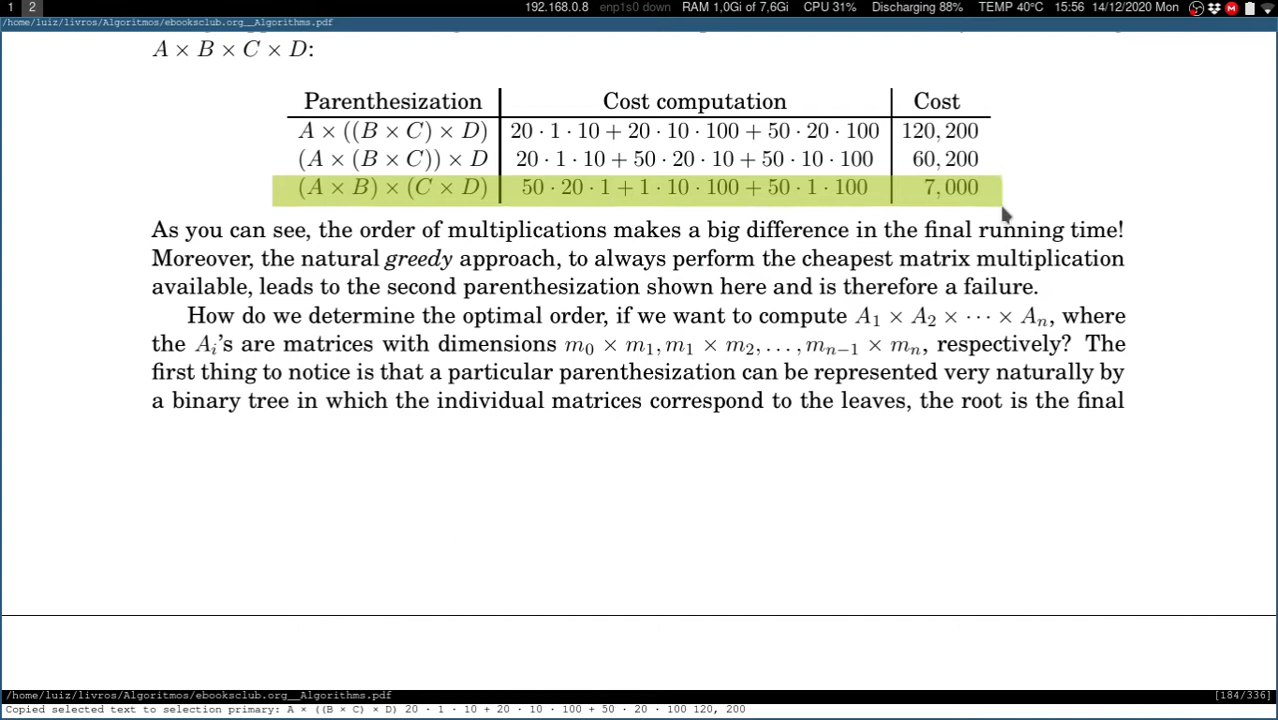 1 2 192.168.0.8 enp1s0 down RAM 1,0Gi of 7,6Gi CPU 31% Discharging 88% TEMP 40°C 15:56 14/12/2020 Mon
/home/luiz/livros/Algoritmos/ebooksclub.org__Algorithms.pdf
A × B × C × D:
Parenthesization Cost computation Cost
A × ((B × C) × D) 20 · 1 · 10 + 20 · 10 · 100 + 50 · 20 · 100 120, 200
(A × (B × C)) × D 20 · 1 · 10 + 50 · 20 · 10 + 50 · 10 · 100 60, 200
(A × B) × (C × D) 50 · 20 · 1 + 1 · 10 · 100 + 50 · 1 · 100 7, 000
As you can see, the order of multiplications makes a big difference in the final running time!
Moreover, the natural greedy approach, to always perform the cheapest matrix multiplication
available, leads to the second parenthesization shown here and is therefore a failure.
How do we determine the optimal order, if we want to compute A₁ × A₂ × ⋯ × Aₙ, where
the Aᵢ's are matrices with dimensions m₀ × m₁, m₁ × m₂, . . . , mₙ₋₁ × mₙ, respectively? The
first thing to notice is that a particular parenthesization can be represented very naturally by
a binary tree in which the individual matrices correspond to the leaves, the root is the final
/home/luiz/livros/Algoritmos/ebooksclub.org__Algorithms.pdf [184/336]
Copied selected text to selection primary: A × ((B × C) × D) 20 · 1 · 10 + 20 · 10 · 100 + 50 · 20 · 100 120, 200